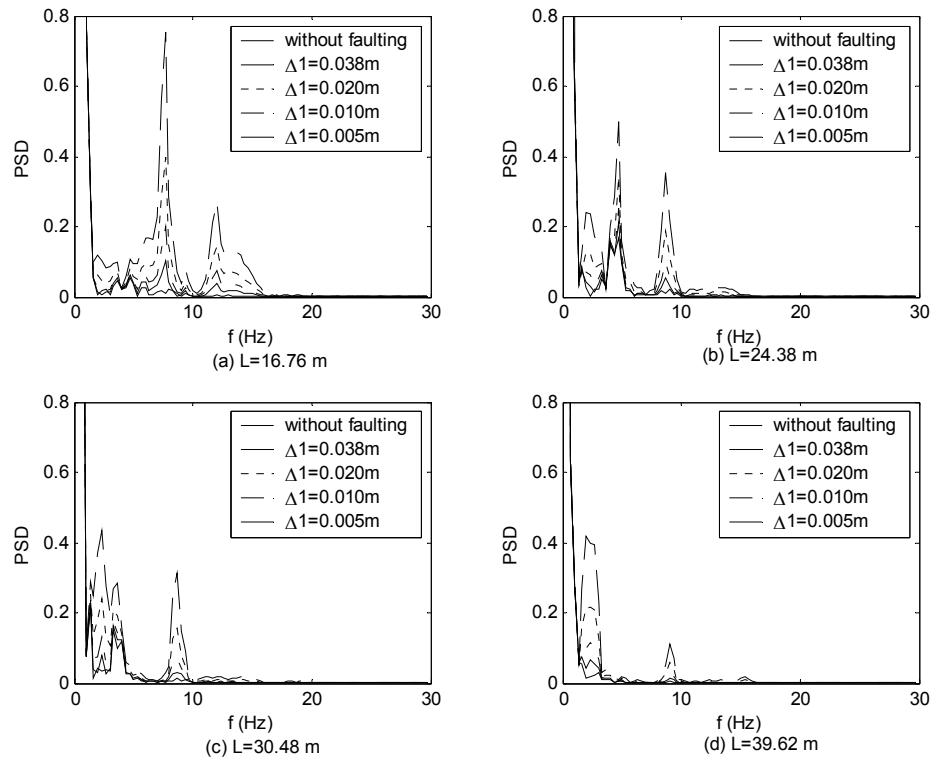 0.8
0.6
0.4
0.2
0
PSD
without faulting
Δ1=0.038m
Δ1=0.020m
Δ1=0.010m
Δ1=0.005m
0 10 20 30
f (Hz)
(a) L=16.76 m
0.8
0.6
0.4
0.2
0
PSD
without faulting
Δ1=0.038m
Δ1=0.020m
Δ1=0.010m
Δ1=0.005m
0 10 20 30
f (Hz)
(b) L=24.38 m
0.8
0.6
0.4
0.2
0
PSD
without faulting
Δ1=0.038m
Δ1=0.020m
Δ1=0.010m
Δ1=0.005m
0 10 20 30
f (Hz)
(c) L=30.48 m
0.8
0.6
0.4
0.2
0
PSD
without faulting
Δ1=0.038m
Δ1=0.020m
Δ1=0.010m
Δ1=0.005m
0 10 20 30
f (Hz)
(d) L=39.62 m